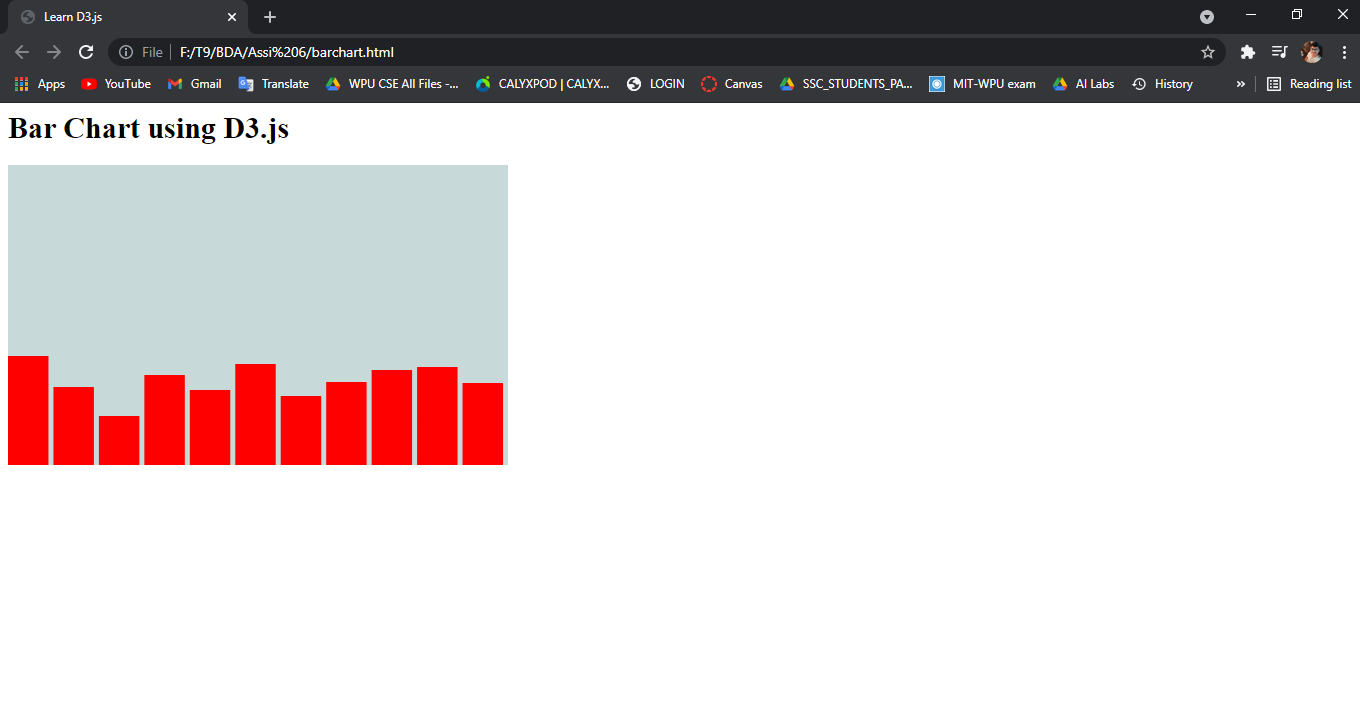 Learn D3.js
File F:/T9/BDA/Assi%206/barchart.html
Apps YouTube Gmail Translate WPU CSE All Files -... CALYXPOD | CALYX... LOGIN Canvas SSC_STUDENTS_PA... MIT-WPU exam AI Labs History » Reading list
Bar Chart using D3.js